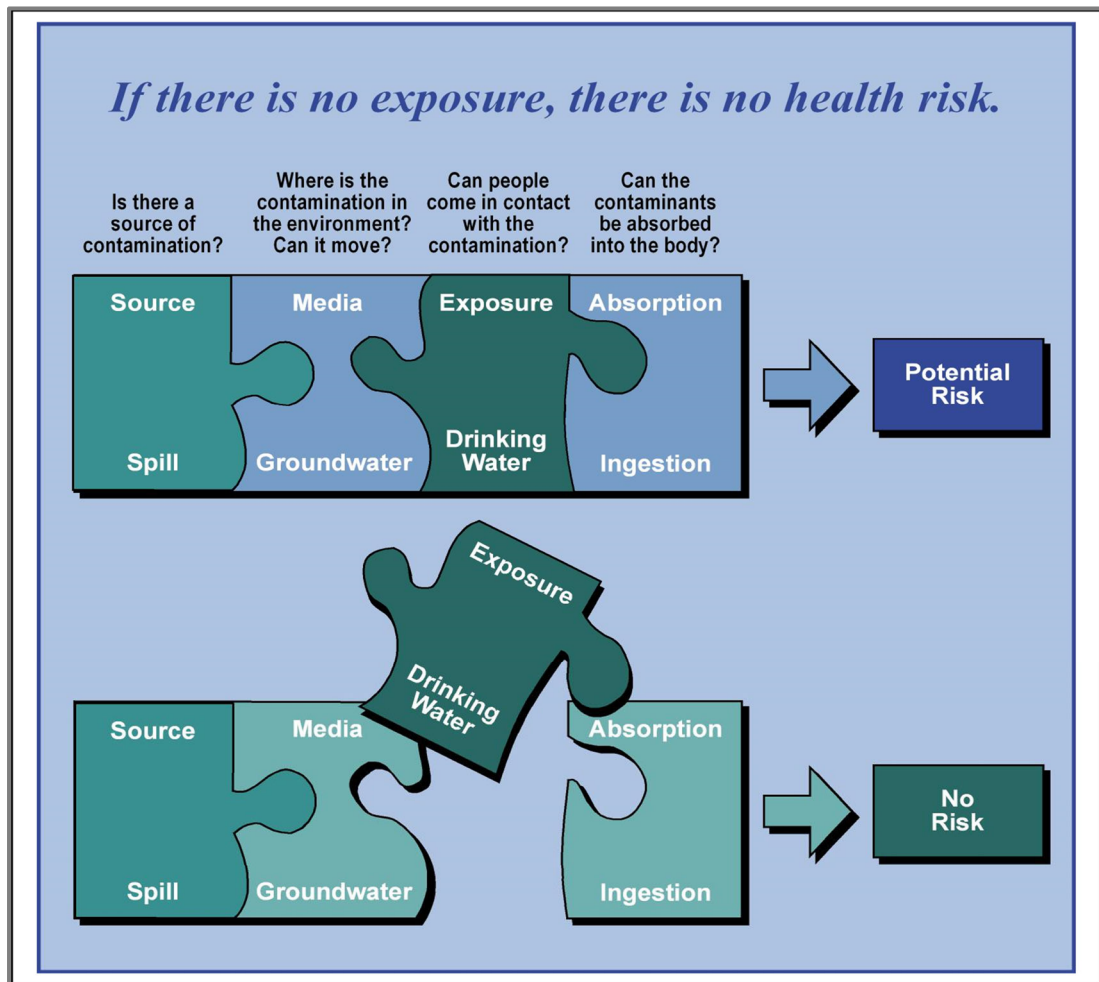 If there is no exposure, there is no health risk.
Is there a
source of
contamination?
Where is the
contamination in
the environment?
Can it move?
Can people
come in contact
with the
contamination?
Can the
contaminants
be absorbed
into the body?
Source
Media
Exposure
Absorption
Spill
Groundwater
Drinking
Water
Ingestion
Potential
Risk
Exposure
Drinking
Water
Source
Media
Absorption
Spill
Groundwater
Ingestion
No
Risk